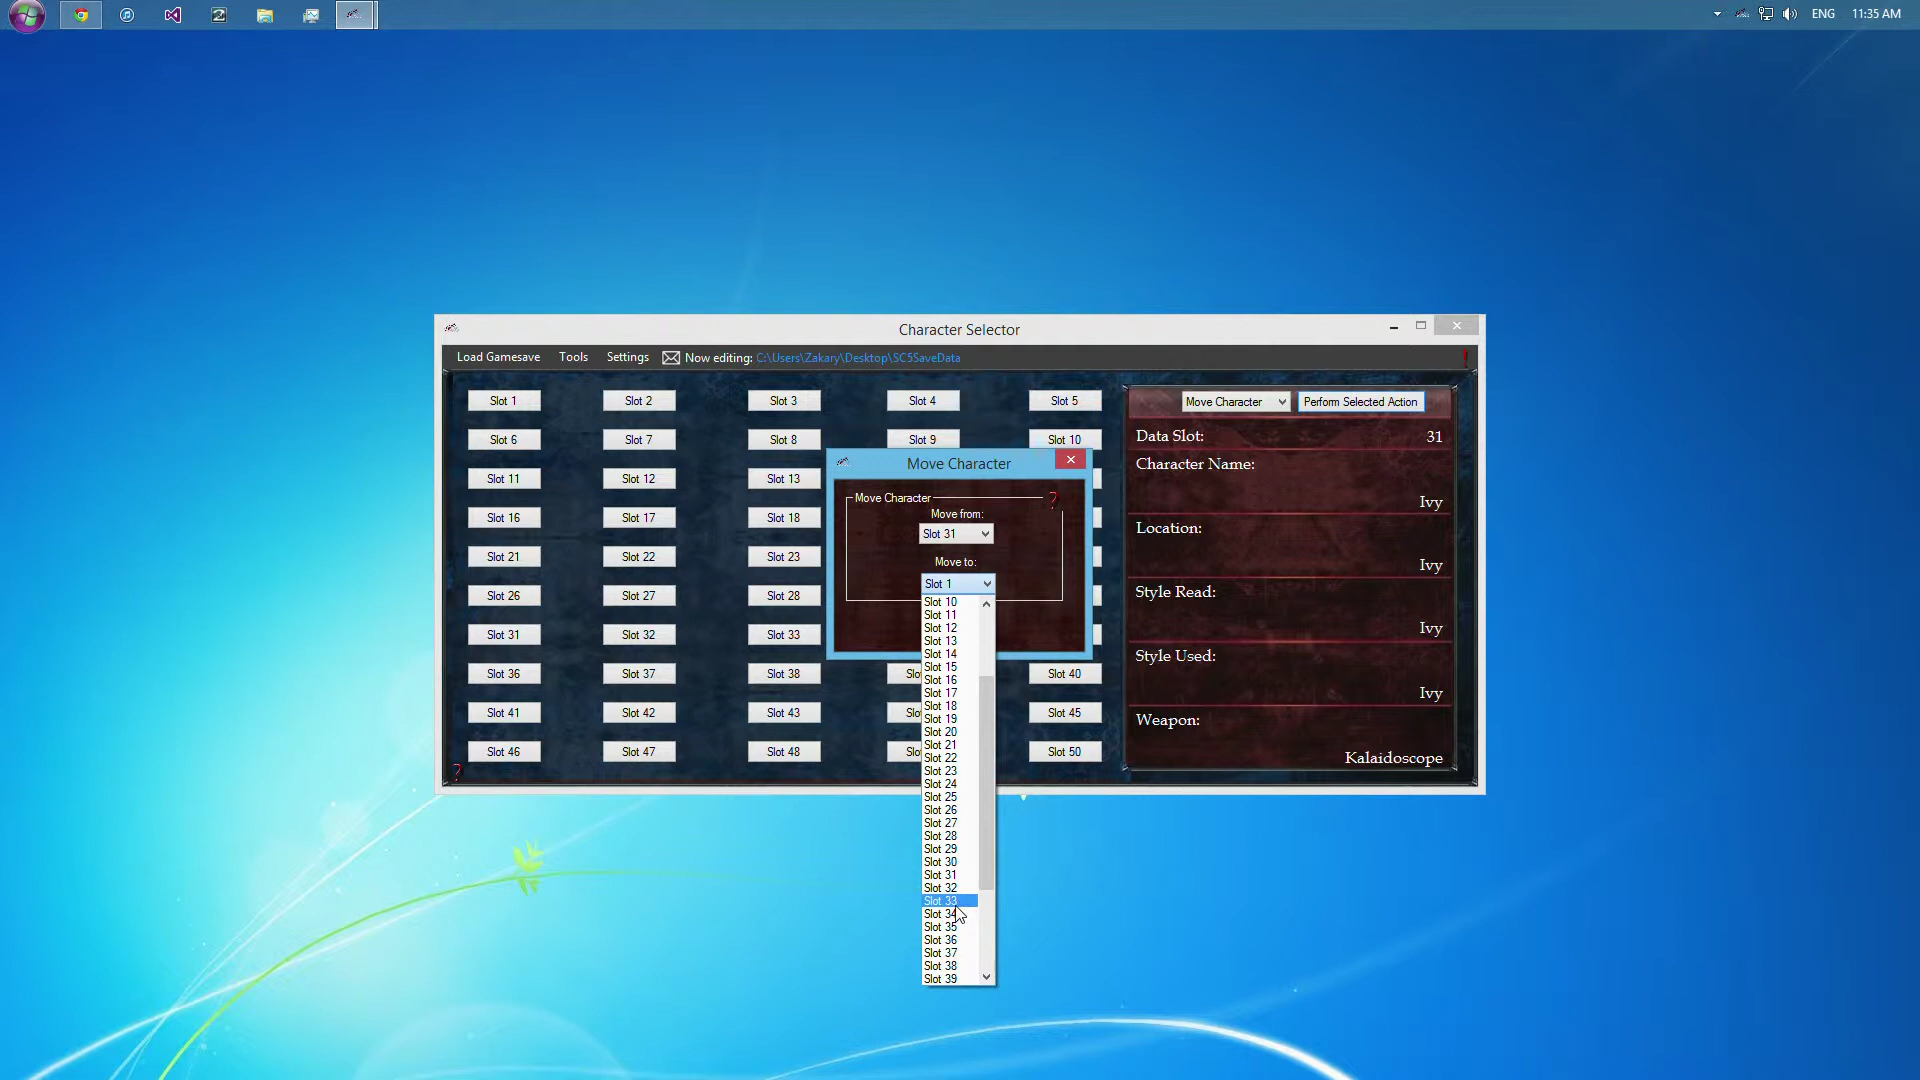 ENG 11:35 AM
Character Selector
Load Gamesave Tools Settings Now editing: C:\Users\Zakary\Desktop\SC5SaveData
Slot 1 Slot 2 Slot 3 Slot 4 Slot 5
Slot 6 Slot 7 Slot 8 Slot 9 Slot 10
Slot 11 Slot 12 Slot 13
Slot 16 Slot 17 Slot 18
Slot 21 Slot 22 Slot 23
Slot 26 Slot 27 Slot 28
Slot 31 Slot 32 Slot 33
Slot 36 Slot 37 Slot 38 Slo Slot 40
Slot 41 Slot 42 Slot 43 Slo Slot 45
Slot 46 Slot 47 Slot 48 Slo Slot 50
Move Character
Move Character
Move from:
Slot 31
Move to:
Slot 1
Slot 10
Slot 11
Slot 12
Slot 13
Slot 14
Slot 15
Slot 16
Slot 17
Slot 18
Slot 19
Slot 20
Slot 21
Slot 22
Slot 23
Slot 24
Slot 25
Slot 26
Slot 27
Slot 28
Slot 29
Slot 30
Slot 31
Slot 32
Slot 33
Slot 34
Slot 35
Slot 36
Slot 37
Slot 38
Slot 39
Move Character Perform Selected Action
Data Slot: 31
Character Name:
Ivy
Location:
Ivy
Style Read:
Ivy
Style Used:
Ivy
Weapon:
Kalaidoscope